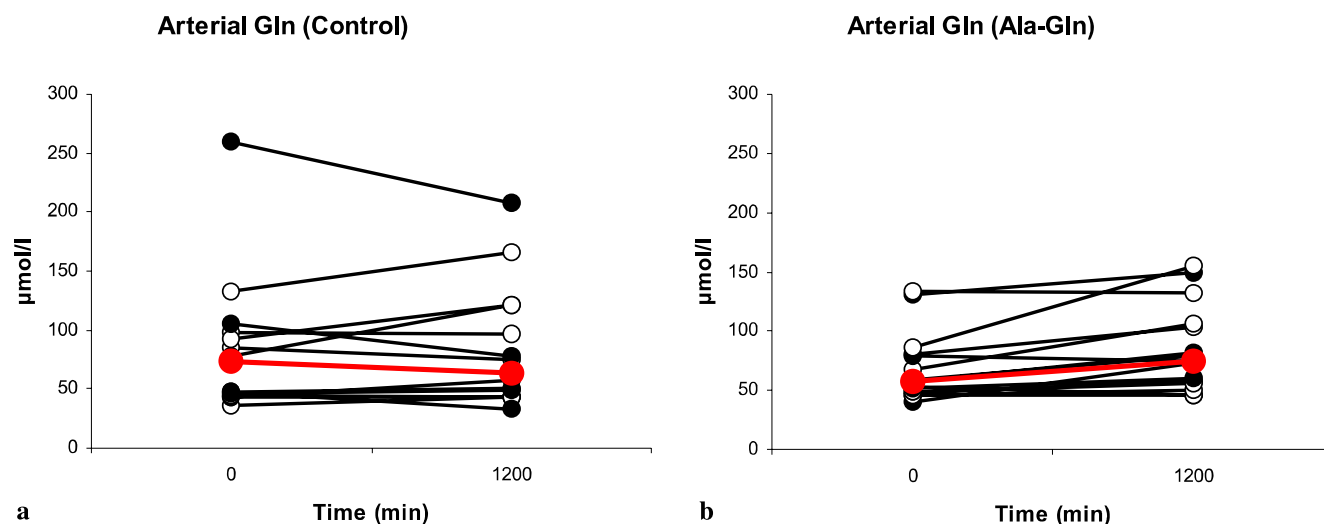 Arterial Gln (Control)
300
250
200
150
100
50
0
µmol/l
0 1200
Time (min)
a
Arterial Gln (Ala-Gln)
300
250
200
150
100
50
0
µmol/l
0 1200
Time (min)
b